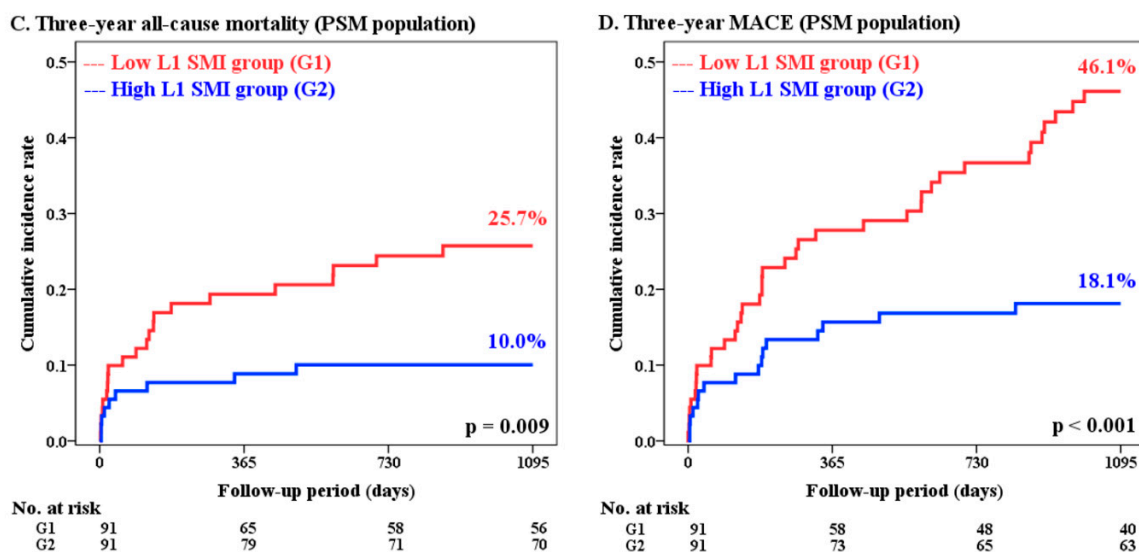 C. Three-year all-cause mortality (PSM population)
Cumulative incidence rate
0.5
0.4
0.3
0.2
0.1
0.0
--- Low L1 SMI group (G1)
--- High L1 SMI group (G2)
25.7%
10.0%
p = 0.009
0 365 730 1095
Follow-up period (days)
No. at risk
G1 91 65 58 56
G2 91 79 71 70
D. Three-year MACE (PSM population)
Cumulative incidence rate
0.5
0.4
0.3
0.2
0.1
0.0
--- Low L1 SMI group (G1)
--- High L1 SMI group (G2)
46.1%
18.1%
p < 0.001
0 365 730 1095
Follow-up period (days)
No. at risk
G1 91 58 48 40
G2 91 73 65 63